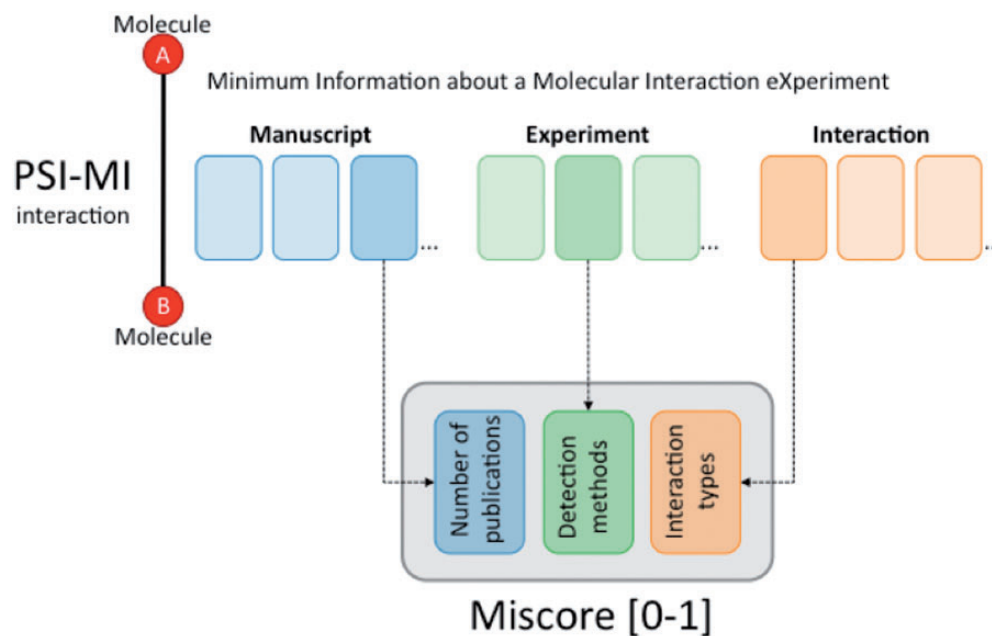 Molecule
A
Minimum Information about a Molecular Interaction eXperiment
Manuscript
Experiment
Interaction
PSI-MI
interaction
...
...
...
B
Molecule
Number of
publications
Detection
methods
Interaction
types
Miscore [0-1]